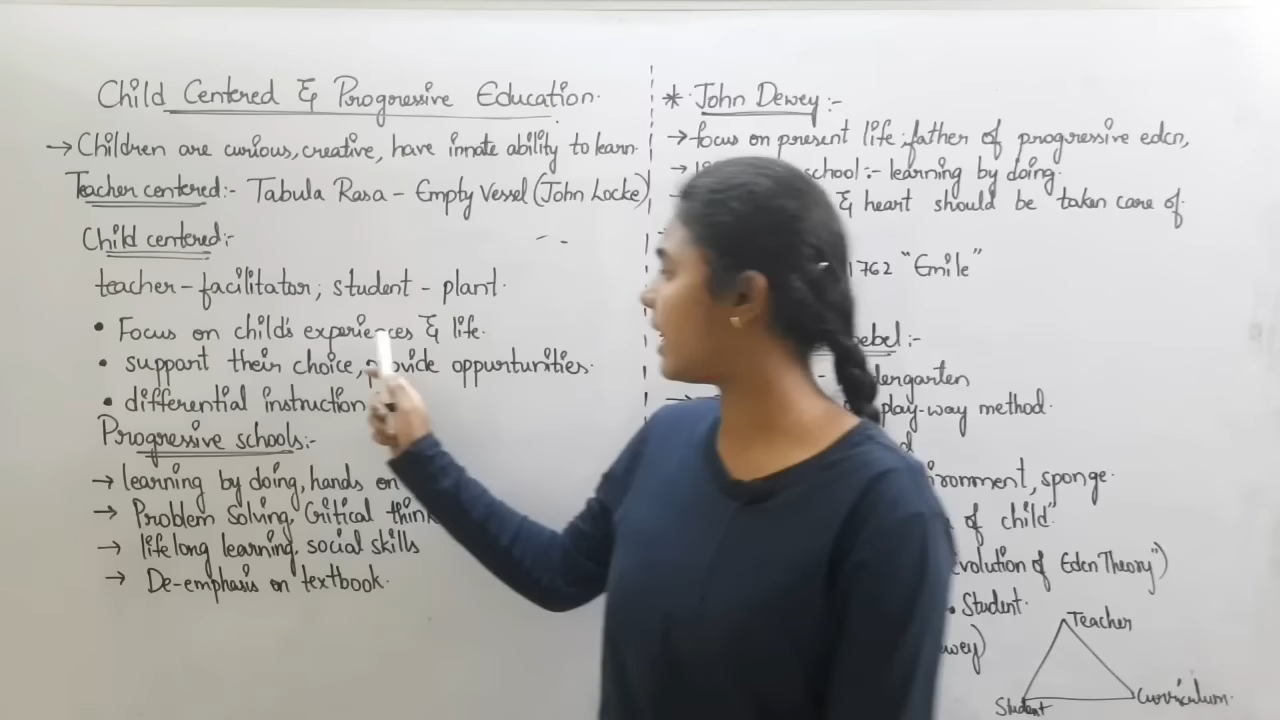 Child Centered & Progressive Education.
→ Children are curious, creative, have innate ability to learn.
Teacher centered:- Tabula Rasa - Empty Vessel (John Locke)
Child centered:-
teacher - facilitator; student - plant.
• Focus on child's experiences & life.
• support their choice, provide oppurtunities.
• differential instruction
Progressive schools:-
→ learning by doing, hands on
→ Problem Solving, Critical think
→ lifelong learning, social skills
→ De-emphasis on textbook.
* John Dewey:-
→ focus on present life; father of progressive edcn,
school:- learning by doing.
& heart should be taken care of.
1762 "Emile"
ebel:-
dergarten
play-way method.
ironment, sponge.
of child"
volution of Eden Theory")
• Student.
wey)
Teacher
Student
Curriculum.